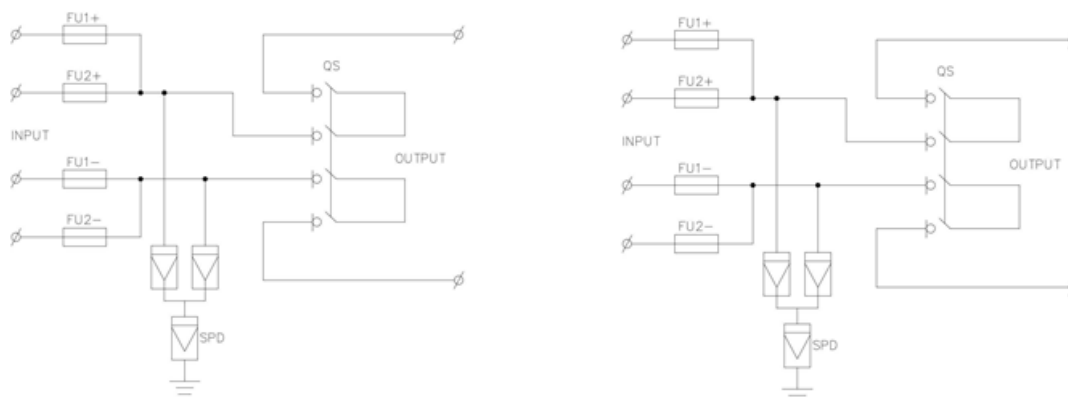 FU1+
QS
FU2+
INPUT
OUTPUT
FU1-
FU2-
SPD
FU1+
QS
FU2+
INPUT
OUTPUT
FU1-
FU2-
SPD